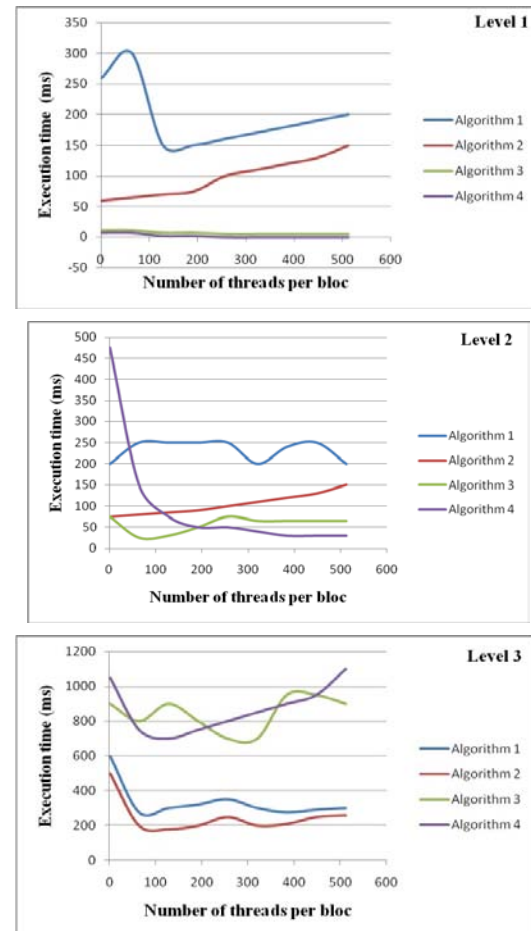 Level 1
Execution time (ms)
350
300
250
200
150
100
50
0
-50
0 100 200 300 400 500 600
Number of threads per bloc
Algorithm 1
Algorithm 2
Algorithm 3
Algorithm 4
Level 2
Execution time (ms)
500
450
400
350
300
250
200
150
100
50
0
0 100 200 300 400 500 600
Number of threads per bloc
Algorithm 1
Algorithm 2
Algorithm 3
Algorithm 4
Level 3
Execution time (ms)
1200
1000
800
600
400
200
0
0 100 200 300 400 500 600
Number of threads per bloc
Algorithm 1
Algorithm 2
Algorithm 3
Algorithm 4